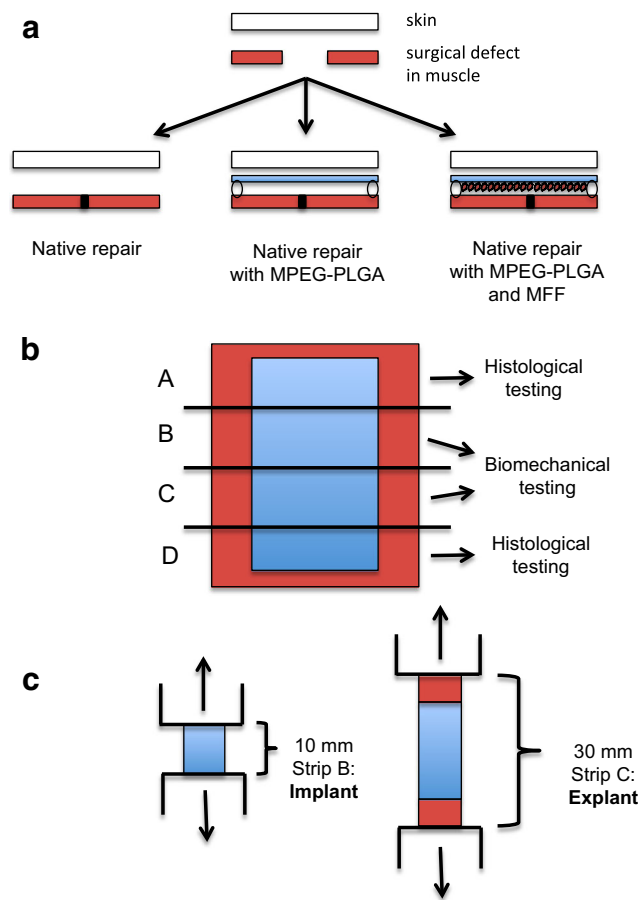 a
skin
surgical defect
in muscle
Native repair
Native repair
with MPEG-PLGA
Native repair
with MPEG-PLGA
and MFF
b
A
Histological
testing
B
Biomechanical
testing
C
D
Histological
testing
c
10 mm
Strip B:
Implant
30 mm
Strip C:
Explant